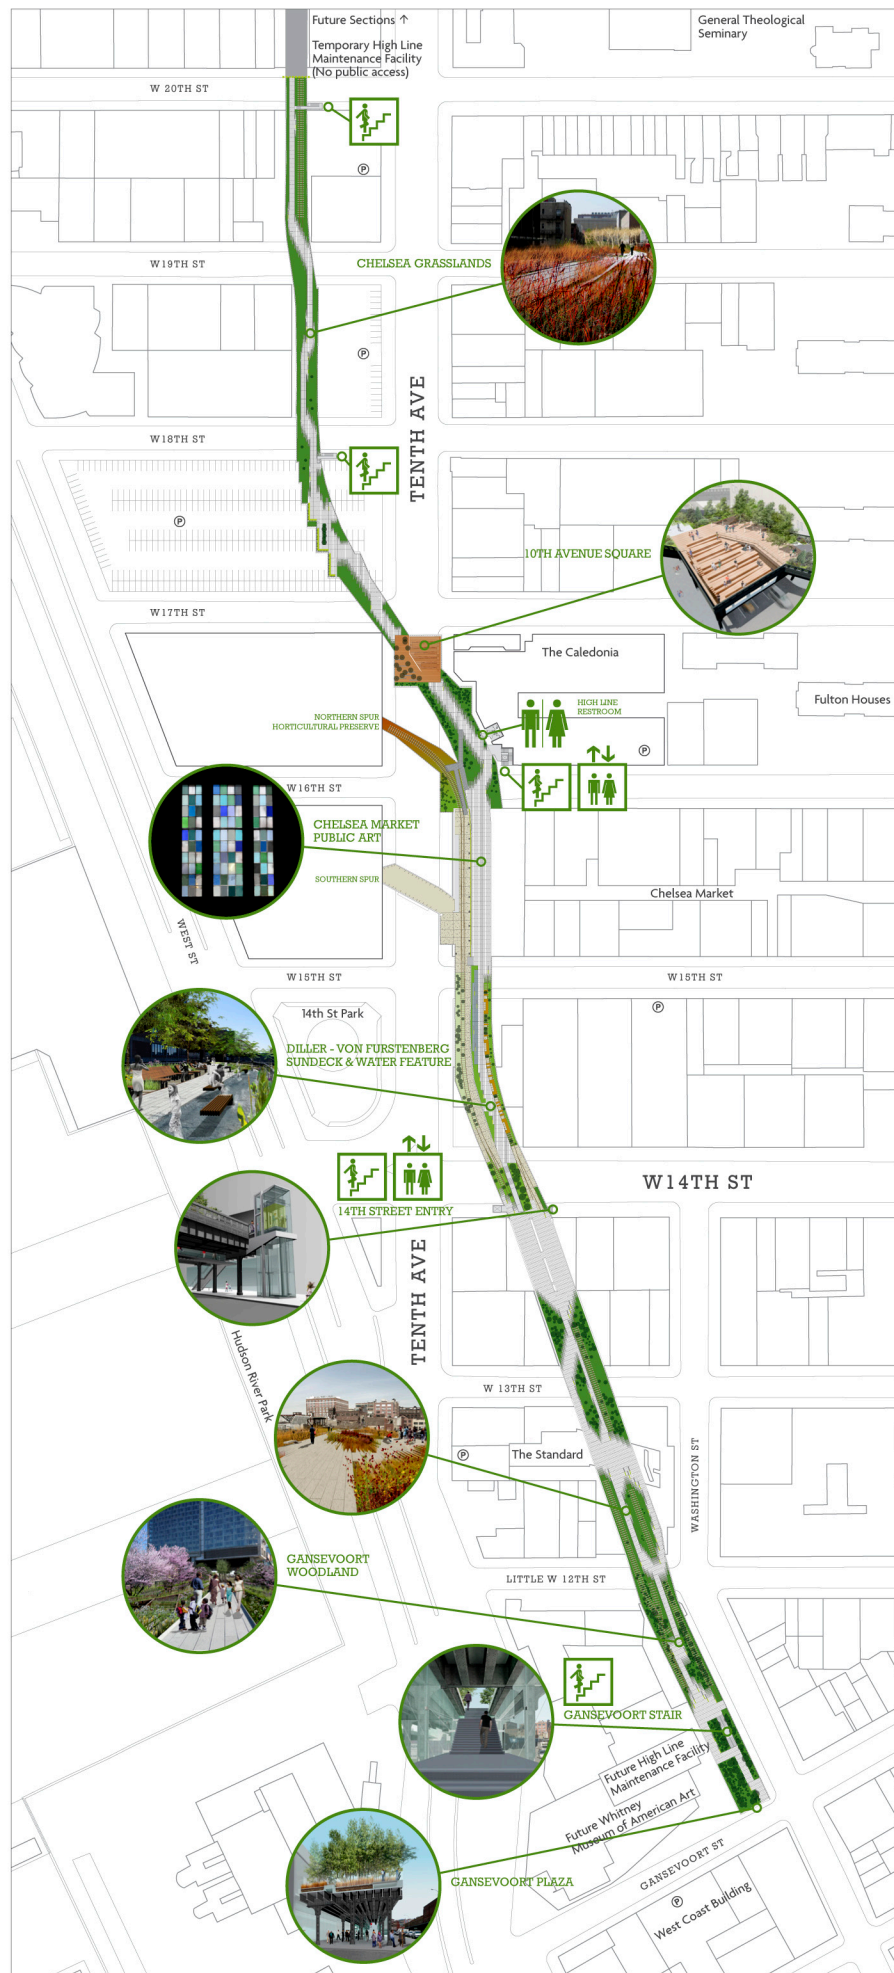 Future Sections ↑
Temporary High Line
Maintenance Facility
(No public access)
General Theological
Seminary
W 20TH ST
P
W19TH ST
CHELSEA GRASSLANDS
P
TENTH AVE
W18TH ST
P
10TH AVENUE SQUARE
W17TH ST
The Caledonia
Fulton Houses
HIGH LINE
RESTROOM
NORTHERN SPUR
HORTICULTURAL PRESERVE
P
W16TH ST
CHELSEA MARKET
PUBLIC ART
SOUTHERN SPUR
Chelsea Market
WEST ST
W15TH ST
W15TH ST
14th St Park
P
DILLER - VON FURSTENBERG
SUNDECK & WATER FEATURE
W14TH ST
14TH STREET ENTRY
TENTH AVE
Hudson River Park
W 13TH ST
P
The Standard
WASHINGTON ST
GANSEVOORT
WOODLAND
LITTLE W 12TH ST
GANSEVOORT STAIR
Future High Line
Maintenance Facility
Future Whitney
Museum of American Art
GANSEVOORT ST
GANSEVOORT PLAZA
P
West Coast Building